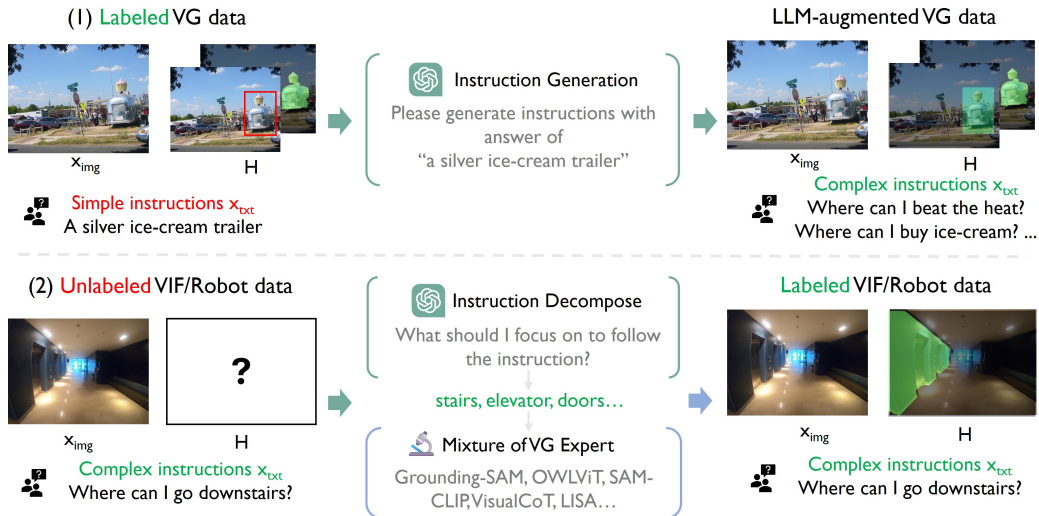 (1) Labeled VG data
LLM-augmented VG data
Instruction Generation
Please generate instructions with
answer of
“a silver ice-cream trailer”
x_img
H
x_img
H
Simple instructions x_txt
A silver ice-cream trailer
Complex instructions x_txt
Where can I beat the heat?
Where can I buy ice-cream? ...
(2) Unlabeled VIF/Robot data
Labeled VIF/Robot data
Instruction Decompose
What should I focus on to follow
the instruction?
?
stairs, elevator, doors…
Mixture of VG Expert
Grounding-SAM, OWLViT, SAM-
CLIP,VisualCoT, LISA…
x_img
H
x_img
H
Complex instructions x_txt
Where can I go downstairs?
Complex instructions x_txt
Where can I go downstairs?